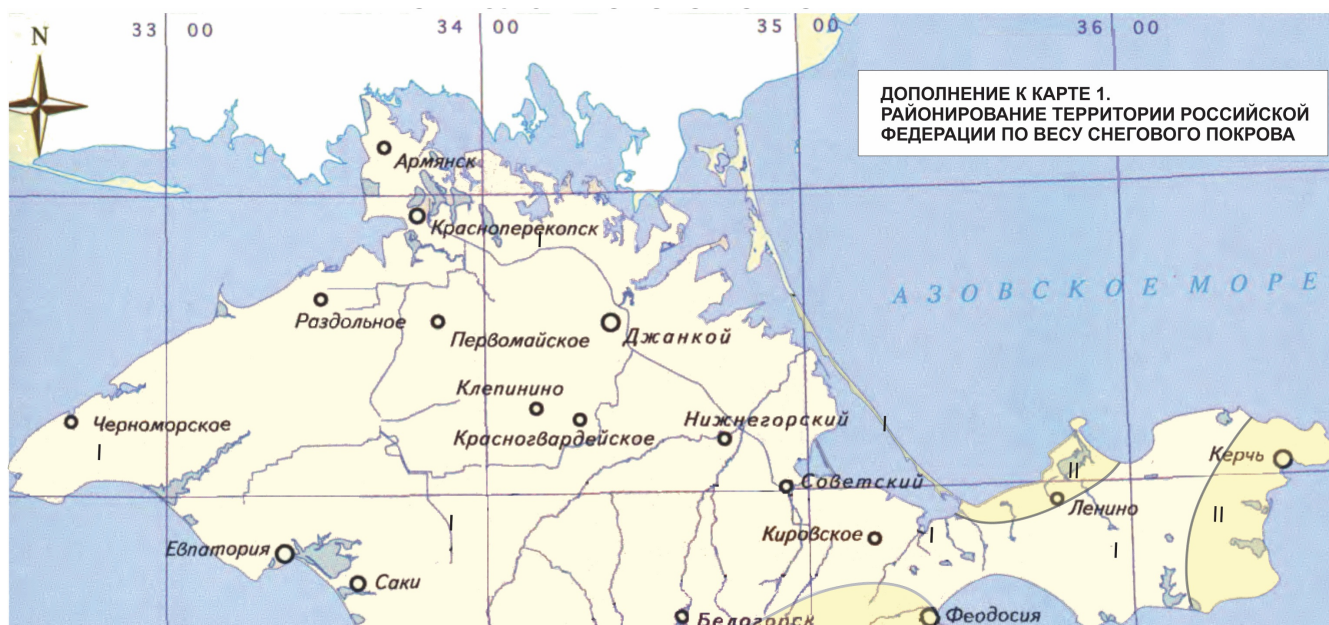 33 00
34 00
35 00
36 00
N
ДОПОЛНЕНИЕ К КАРТЕ 1.
РАЙОНИРОВАНИЕ ТЕРРИТОРИИ РОССИЙСКОЙ
ФЕДЕРАЦИИ ПО ВЕСУ СНЕГОВОГО ПОКРОВА
Армянск
Красноперекопск
I
АЗОВСКОЕ МОРЕ
Раздольное
Первомайское
Джанкой
Клепинино
Черноморское
Красногвардейское
Нижнегорский
I
I
Керчь
II
Советский
Ленино
II
I
Кировское
I
I
Евпатория
Саки
Белогорск
Феодосия